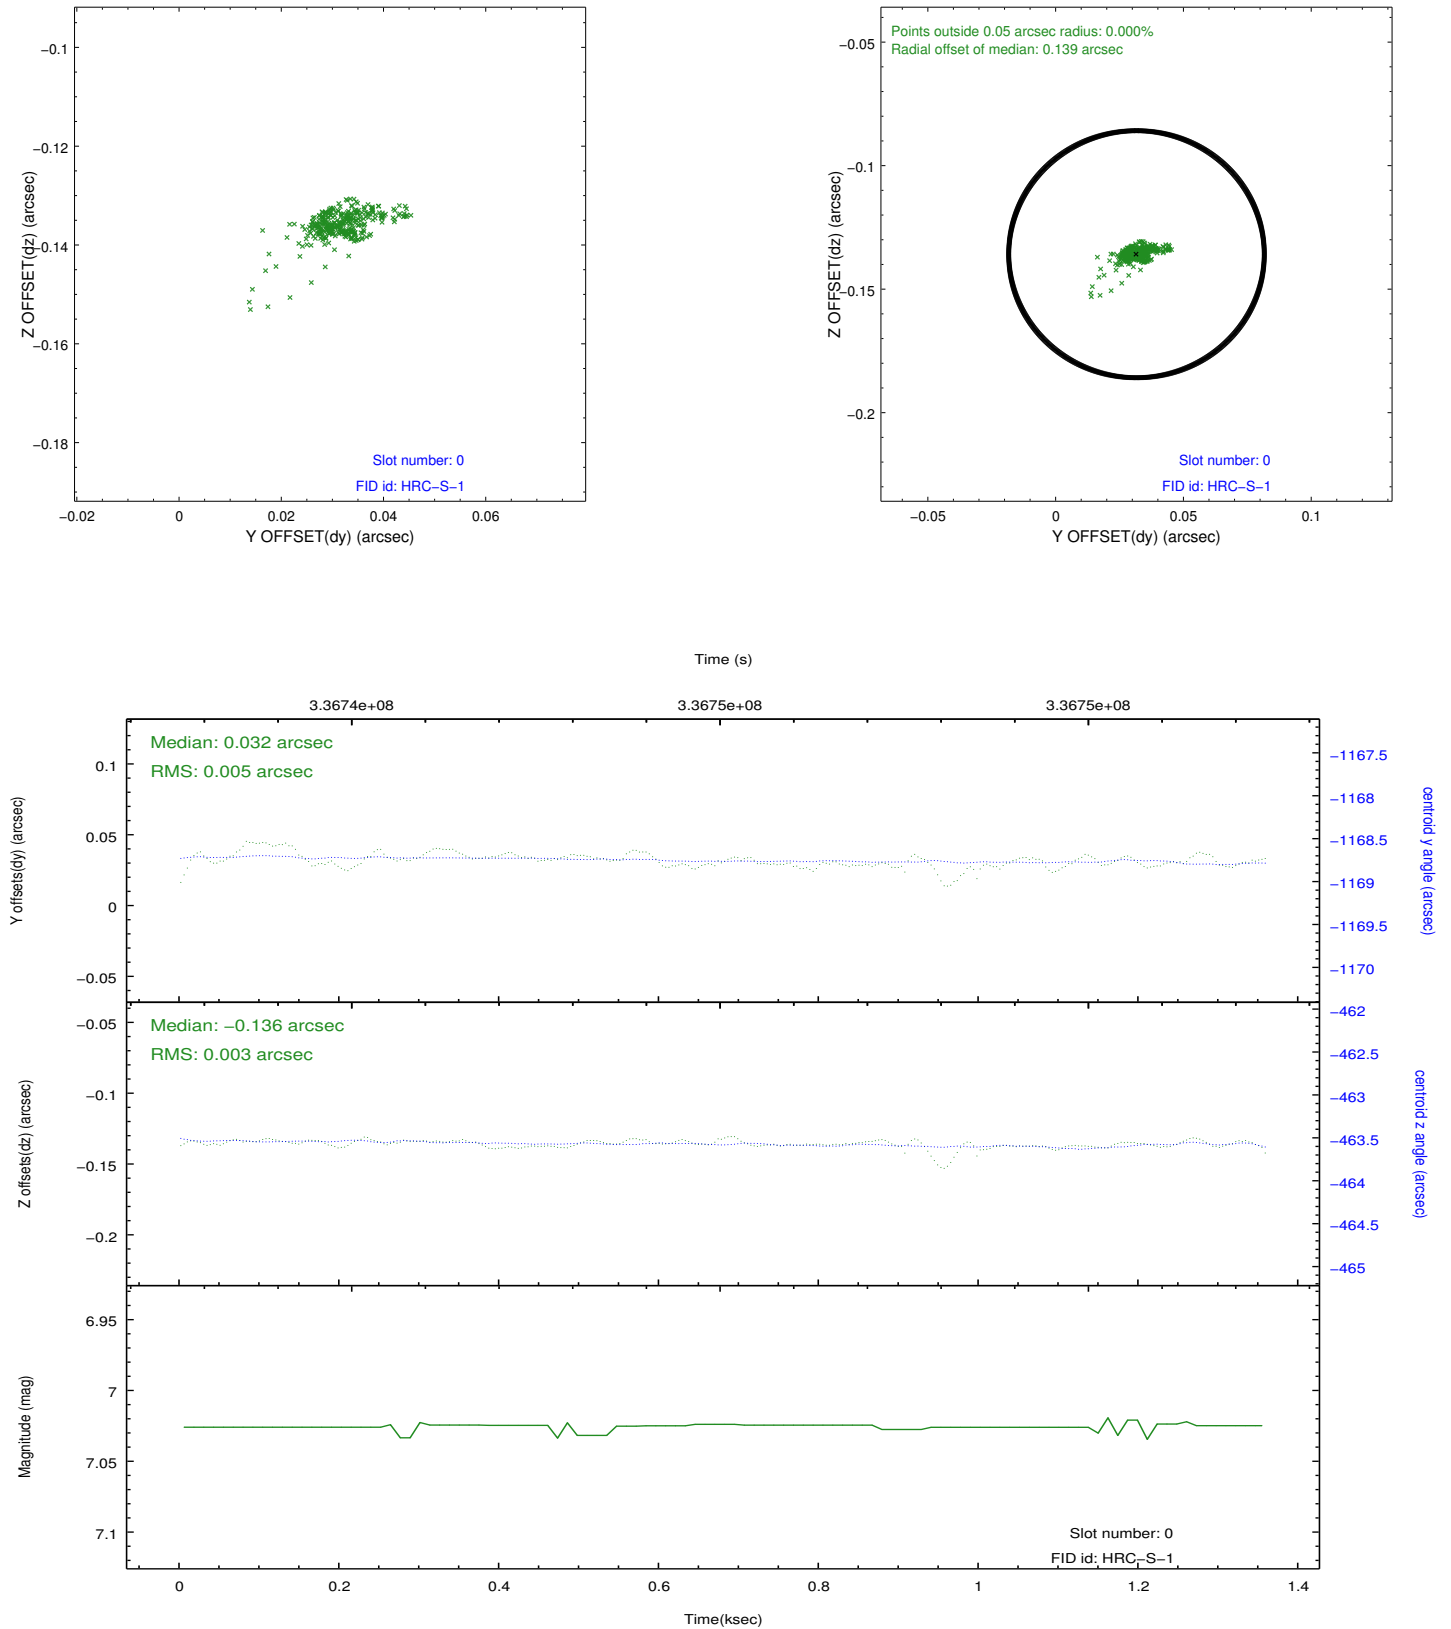 −0.1
−0.12
−0.14
−0.16
−0.18
Z OFFSET(dz) (arcsec)
Slot number: 0
FID id: HRC−S−1
−0.02
0
0.02
0.04
0.06
Y OFFSET(dy) (arcsec)
Points outside 0.05 arcsec radius: 0.000%
Radial offset of median: 0.139 arcsec
−0.05
−0.1
−0.15
−0.2
Z OFFSET(dz) (arcsec)
Slot number: 0
FID id: HRC−S−1
−0.05
0
0.05
0.1
Y OFFSET(dy) (arcsec)
Time (s)
3.3674e+08
3.3675e+08
3.3675e+08
Median: 0.032 arcsec
RMS: 0.005 arcsec
0.1
0.05
0
−0.05
Y offsets(dy) (arcsec)
−1167.5
−1168
−1168.5
−1169
−1169.5
−1170
centroid y angle (arcsec)
Median: −0.136 arcsec
RMS: 0.003 arcsec
−0.05
−0.1
−0.15
−0.2
Z offsets(dz) (arcsec)
−462
−462.5
−463
−463.5
−464
−464.5
−465
centroid z angle (arcsec)
6.95
7
7.05
7.1
Magnitude (mag)
Slot number: 0
FID id: HRC−S−1
0
0.2
0.4
0.6
0.8
1
1.2
1.4
Time(ksec)